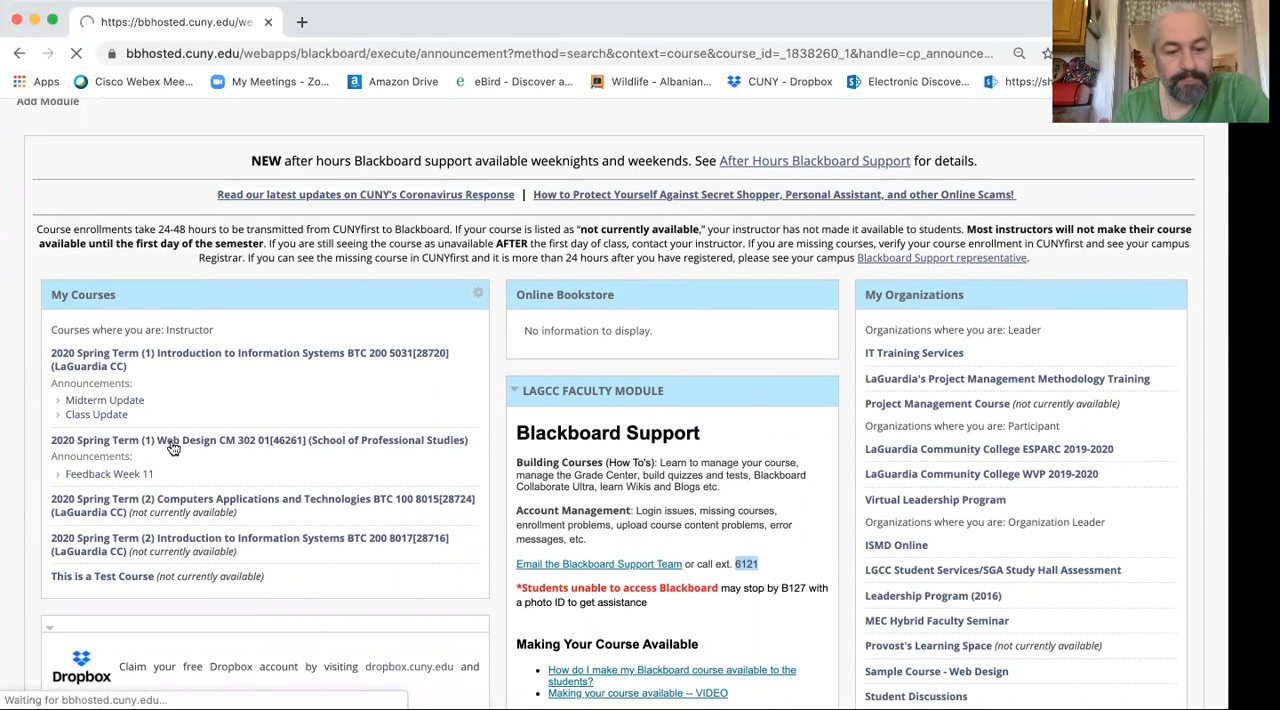 https://bbhosted.cuny.edu/we
bbhosted.cuny.edu/webapps/blackboard/execute/announcement?method=search&context=course&course_id=_1838260_1&handle=cp_announce...
Apps
Cisco Webex Mee...
My Meetings - Zo...
Amazon Drive
eBird - Discover a...
Wildlife - Albanian...
CUNY - Dropbox
Electronic Discove...
https://sh
Add Module
NEW after hours Blackboard support available weeknights and weekends. See After Hours Blackboard Support for details.
Read our latest updates on CUNY's Coronavirus Response | How to Protect Yourself Against Secret Shopper, Personal Assistant, and other Online Scams!
Course enrollments take 24-48 hours to be transmitted from CUNYfirst to Blackboard. If your course is listed as “not currently available,” your instructor has not made it available to students. Most instructors will not make their course
available until the first day of the semester. If you are still seeing the course as unavailable AFTER the first day of class, contact your instructor. If you are missing courses, verify your course enrollment in CUNYfirst and see your campus
Registrar. If you can see the missing course in CUNYfirst and it is more than 24 hours after you have registered, please see your campus Blackboard Support representative.
My Courses
Courses where you are: Instructor
2020 Spring Term (1) Introduction to Information Systems BTC 200 5031[28720]
(LaGuardia CC)
Announcements:
Midterm Update
Class Update
2020 Spring Term (1) Web Design CM 302 01[46261] (School of Professional Studies)
Announcements:
Feedback Week 11
2020 Spring Term (2) Computers Applications and Technologies BTC 100 8015[28724]
(LaGuardia CC) (not currently available)
2020 Spring Term (2) Introduction to Information Systems BTC 200 8017[28716]
(LaGuardia CC) (not currently available)
This is a Test Course (not currently available)
Dropbox
Claim your free Dropbox account by visiting dropbox.cuny.edu and
Waiting for bbhosted.cuny.edu...
Online Bookstore
No information to display.
LAGCC FACULTY MODULE
Blackboard Support
Building Courses (How To's): Learn to manage your course,
manage the Grade Center, build quizzes and tests, Blackboard
Collaborate Ultra, learn Wikis and Blogs etc.
Account Management: Login issues, missing courses,
enrollment problems, upload course content problems, error
messages, etc.
Email the Blackboard Support Team or call ext. 6121
*Students unable to access Blackboard may stop by B127 with
a photo ID to get assistance
Making Your Course Available
How do I make my Blackboard course available to the
students?
Making your course available -- VIDEO
My Organizations
Organizations where you are: Leader
IT Training Services
LaGuardia's Project Management Methodology Training
Project Management Course (not currently available)
Organizations where you are: Participant
LaGuardia Community College ESPARC 2019-2020
LaGuardia Community College WVP 2019-2020
Virtual Leadership Program
Organizations where you are: Organization Leader
ISMD Online
LGCC Student Services/SGA Study Hall Assessment
Leadership Program (2016)
MEC Hybrid Faculty Seminar
Provost's Learning Space (not currently available)
Sample Course - Web Design
Student Discussions